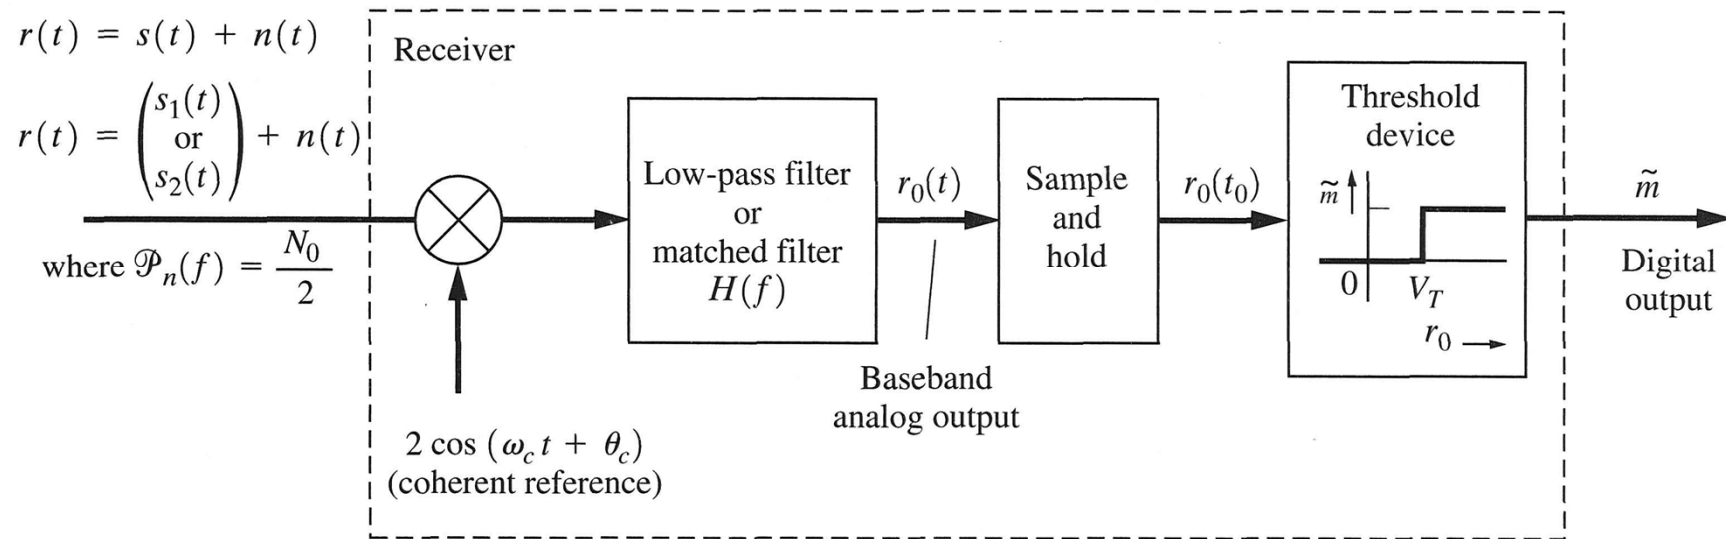 r(t) = s(t) + n(t)
r(t) = (s₁(t) or s₂(t)) + n(t)
where 𝒫ₙ(f) = N₀/2
Receiver
2 cos (ω_c t + θ_c)
(coherent reference)
Low-pass filter
or
matched filter
H(f)
r₀(t)
Baseband
analog output
Sample
and
hold
r₀(t₀)
Threshold
device
m̃
0
V_T
r₀
m̃
Digital
output